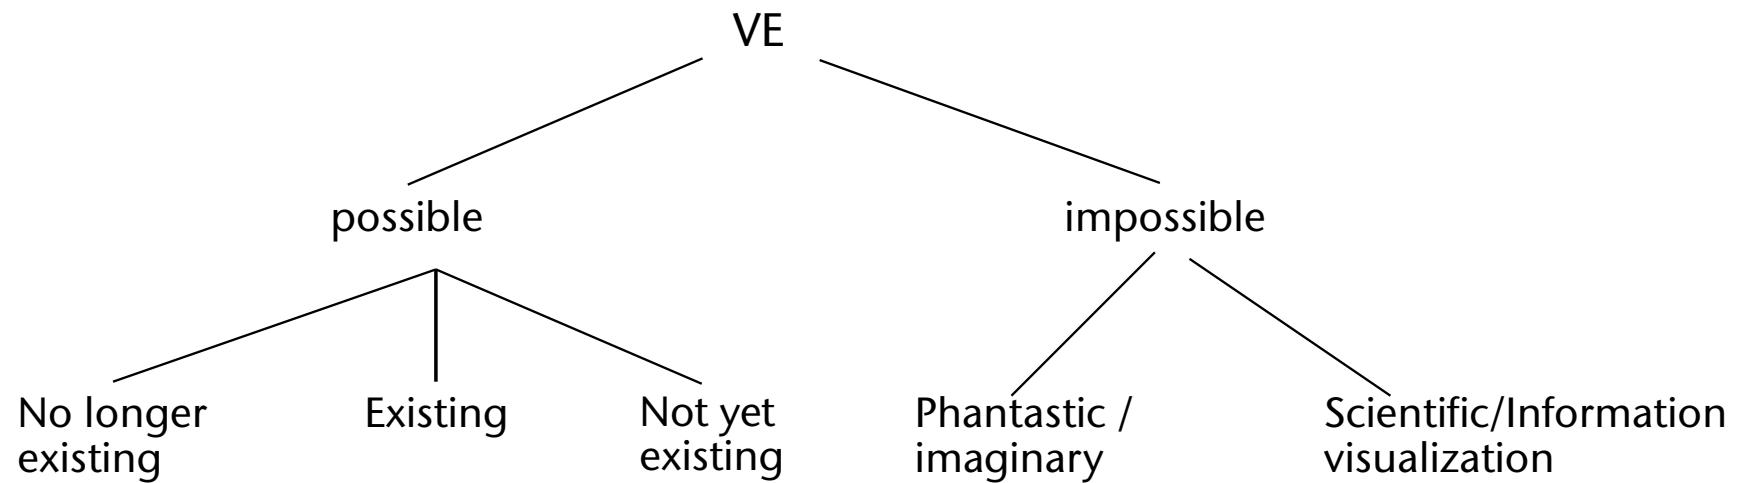 VE
possible
impossible
No longer
existing
Existing
Not yet
existing
Phantastic /
imaginary
Scientific/Information
visualization